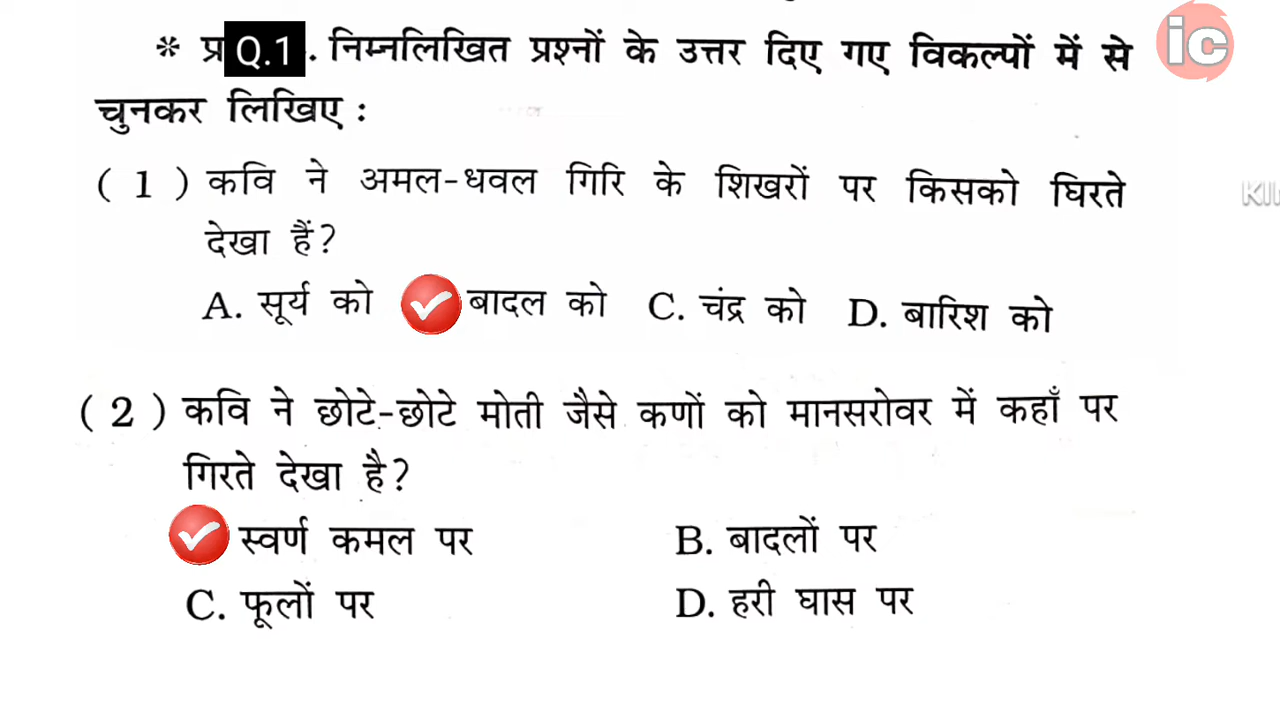 * प्र Q.1 . निम्नलिखित प्रश्नों के उत्तर दिए गए विकल्पों में से
चुनकर लिखिए :
( 1 ) कवि ने अमल-धवल गिरि के शिखरों पर किसको घिरते
देखा हैं?
A. सूर्य को बादल को C. चंद्र को D. बारिश को
( 2 ) कवि ने छोटे-छोटे मोती जैसे कणों को मानसरोवर में कहाँ पर
गिरते देखा है?
स्वर्ण कमल पर B. बादलों पर
C. फूलों पर D. हरी घास पर
ic